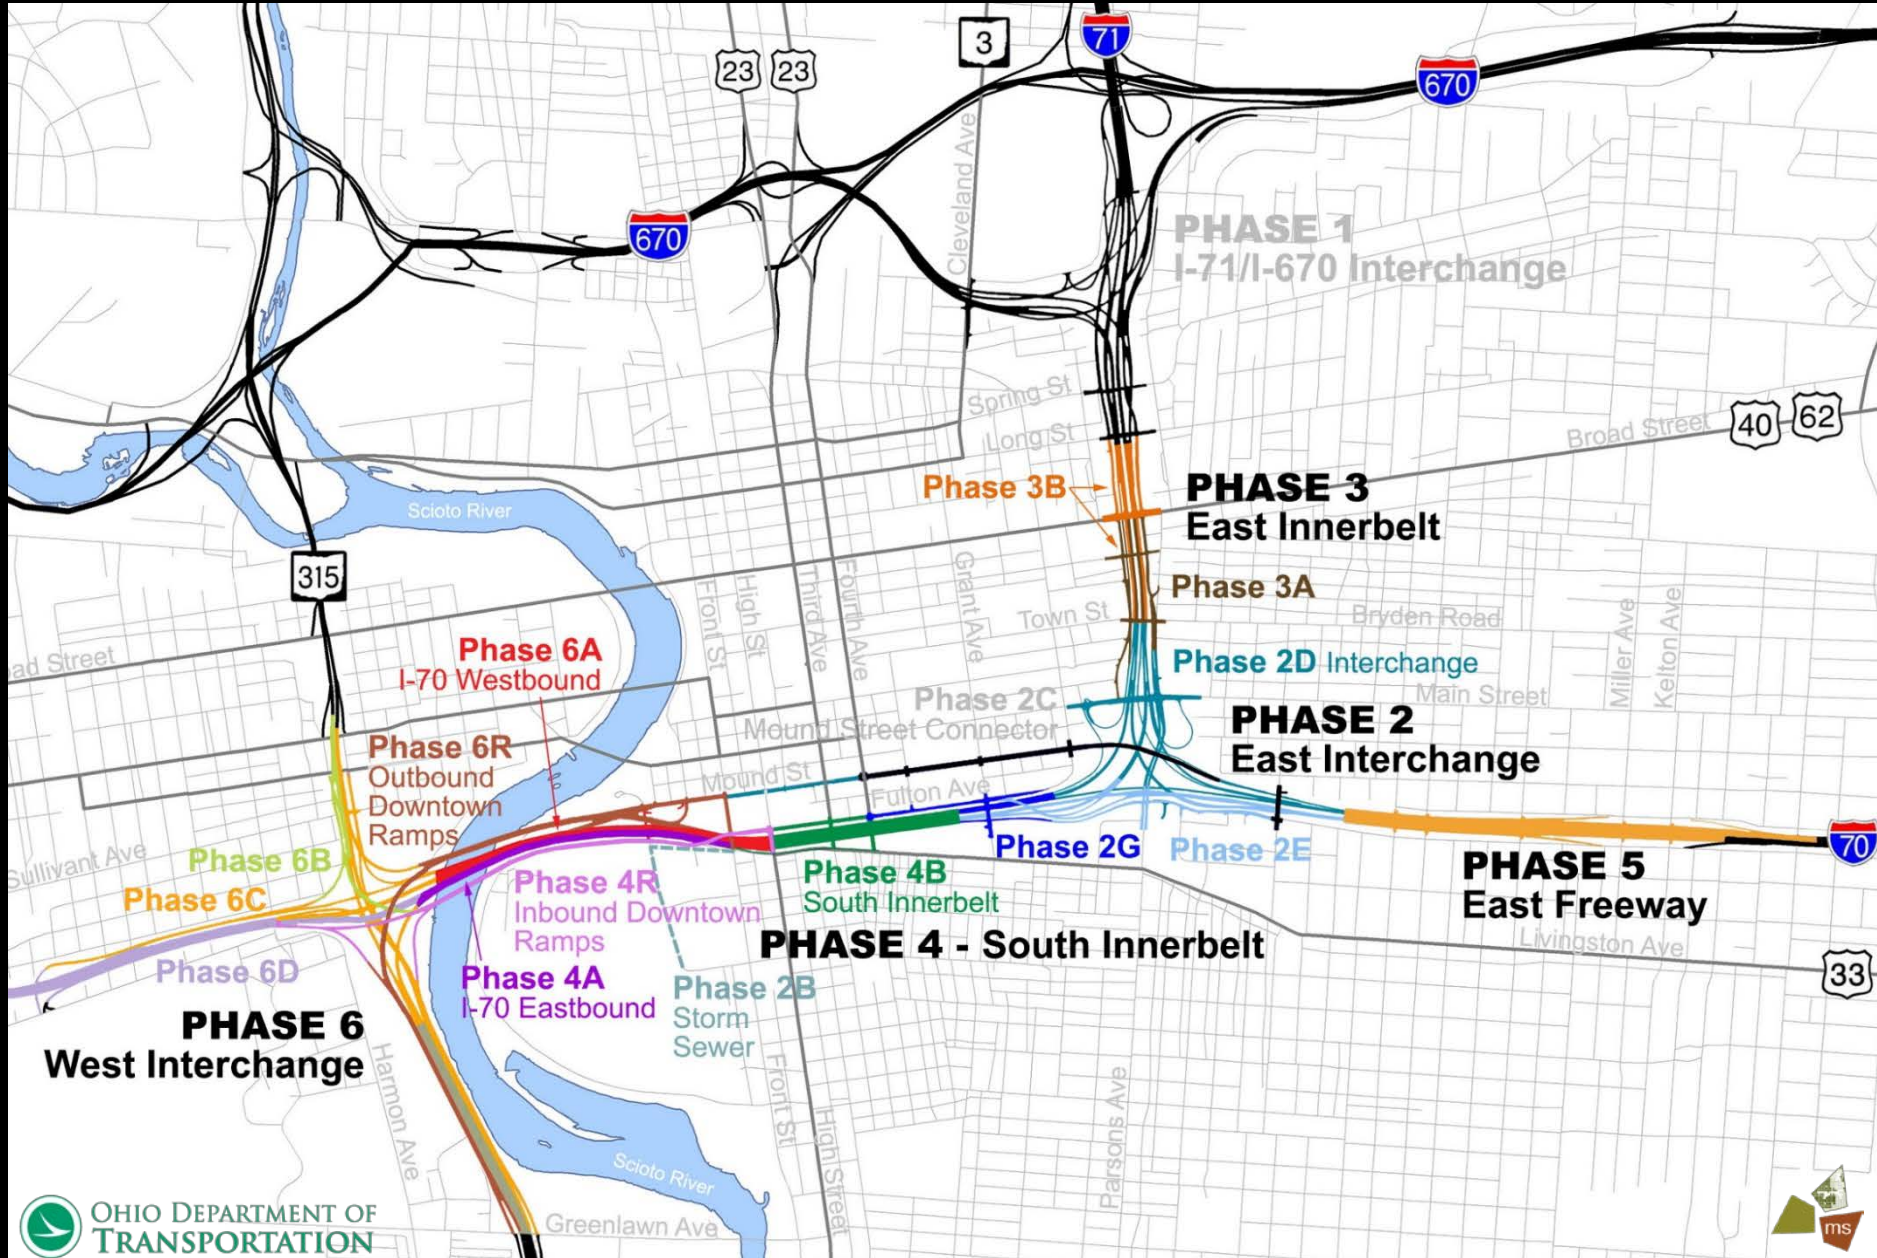 23
23
3
71
670
670
Cleveland Ave
PHASE 1
I-71/I-670 Interchange
Spring St
Long St
Broad Street
40
62
Scioto River
Phase 3B
PHASE 3
East Innerbelt
315
Phase 3A
Front St
High St
Third Ave
Fourth Ave
Grant Ave
Town St
Bryden Road
Miller Ave
Kelton Ave
oad Street
Phase 6A
I-70 Westbound
Phase 2D Interchange
Main Street
Phase 2C
Mound Street Connector
PHASE 2
East Interchange
Phase 6R
Outbound
Downtown
Ramps
Mound St
Fulton Ave
Sullivant Ave
Phase 6B
Phase 6C
Phase 6D
Phase 4R
Inbound Downtown
Ramps
Phase 4B
South Innerbelt
Phase 2G
Phase 2E
70
PHASE 5
East Freeway
PHASE 4 - South Innerbelt
Livingston Ave
33
Phase 4A
I-70 Eastbound
Phase 2B
Storm
Sewer
PHASE 6
West Interchange
Harmon Ave
Front St
High Street
Parsons Ave
Scioto River
Greenlawn Ave
OHIO DEPARTMENT OF
TRANSPORTATION
ms